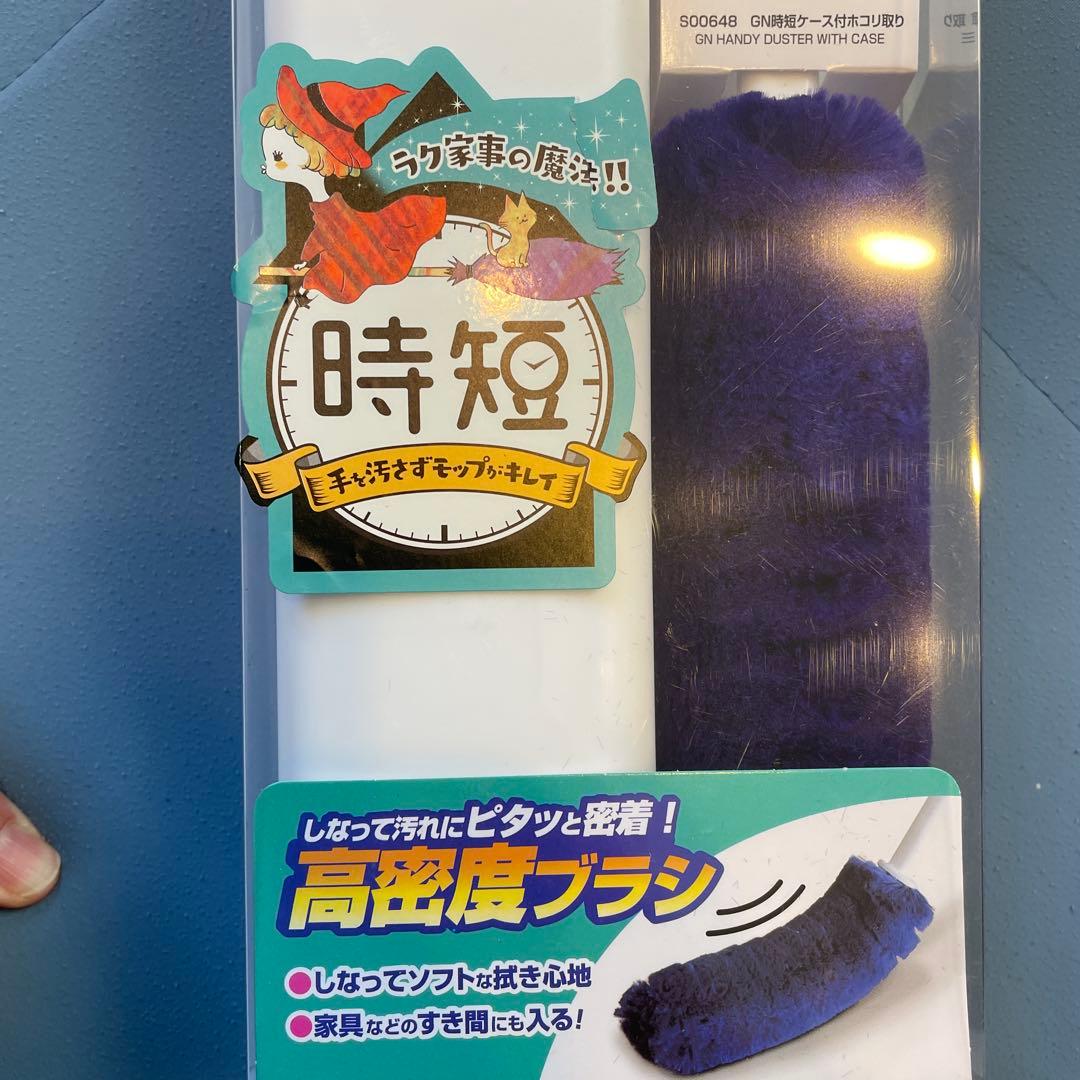 S00648 GN時短ケース付ホコリ取り
GN HANDY DUSTER WITH CASE
ラク家事の魔法!!
時短
手を汚さずモップがキレイ
しなって汚れにピタッと密着！
高密度ブラシ
●しなってソフトな拭き心地
●家具などのすき間にも入る!